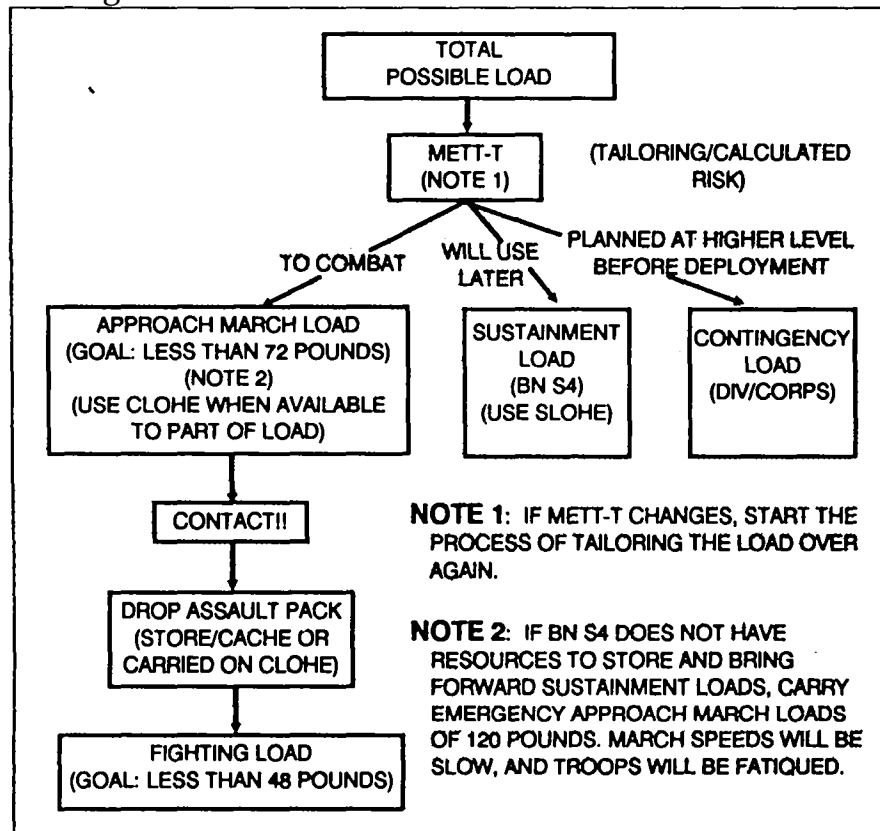 TOTAL
POSSIBLE LOAD
METT-T
(NOTE 1)
(TAILORING/CALCULATED
RISK)
TO COMBAT
WILL USE
LATER
PLANNED AT HIGHER LEVEL
BEFORE DEPLOYMENT
APPROACH MARCH LOAD
(GOAL: LESS THAN 72 POUNDS)
(NOTE 2)
(USE CLOHE WHEN AVAILABLE
TO PART OF LOAD)
SUSTAINMENT
LOAD
(BN S4)
(USE SLOHE)
CONTINGENCY
LOAD
(DIV/CORPS)
CONTACT!!
DROP ASSAULT PACK
(STORE/CACHE OR
CARRIED ON CLOHE)
FIGHTING LOAD
(GOAL: LESS THAN 48 POUNDS)
NOTE 1: IF METT-T CHANGES, START THE
PROCESS OF TAILORING THE LOAD OVER
AGAIN.
NOTE 2: IF BN S4 DOES NOT HAVE
RESOURCES TO STORE AND BRING
FORWARD SUSTAINMENT LOADS, CARRY
EMERGENCY APPROACH MARCH LOADS
OF 120 POUNDS. MARCH SPEEDS WILL BE
SLOW, AND TROOPS WILL BE FATIQUED.